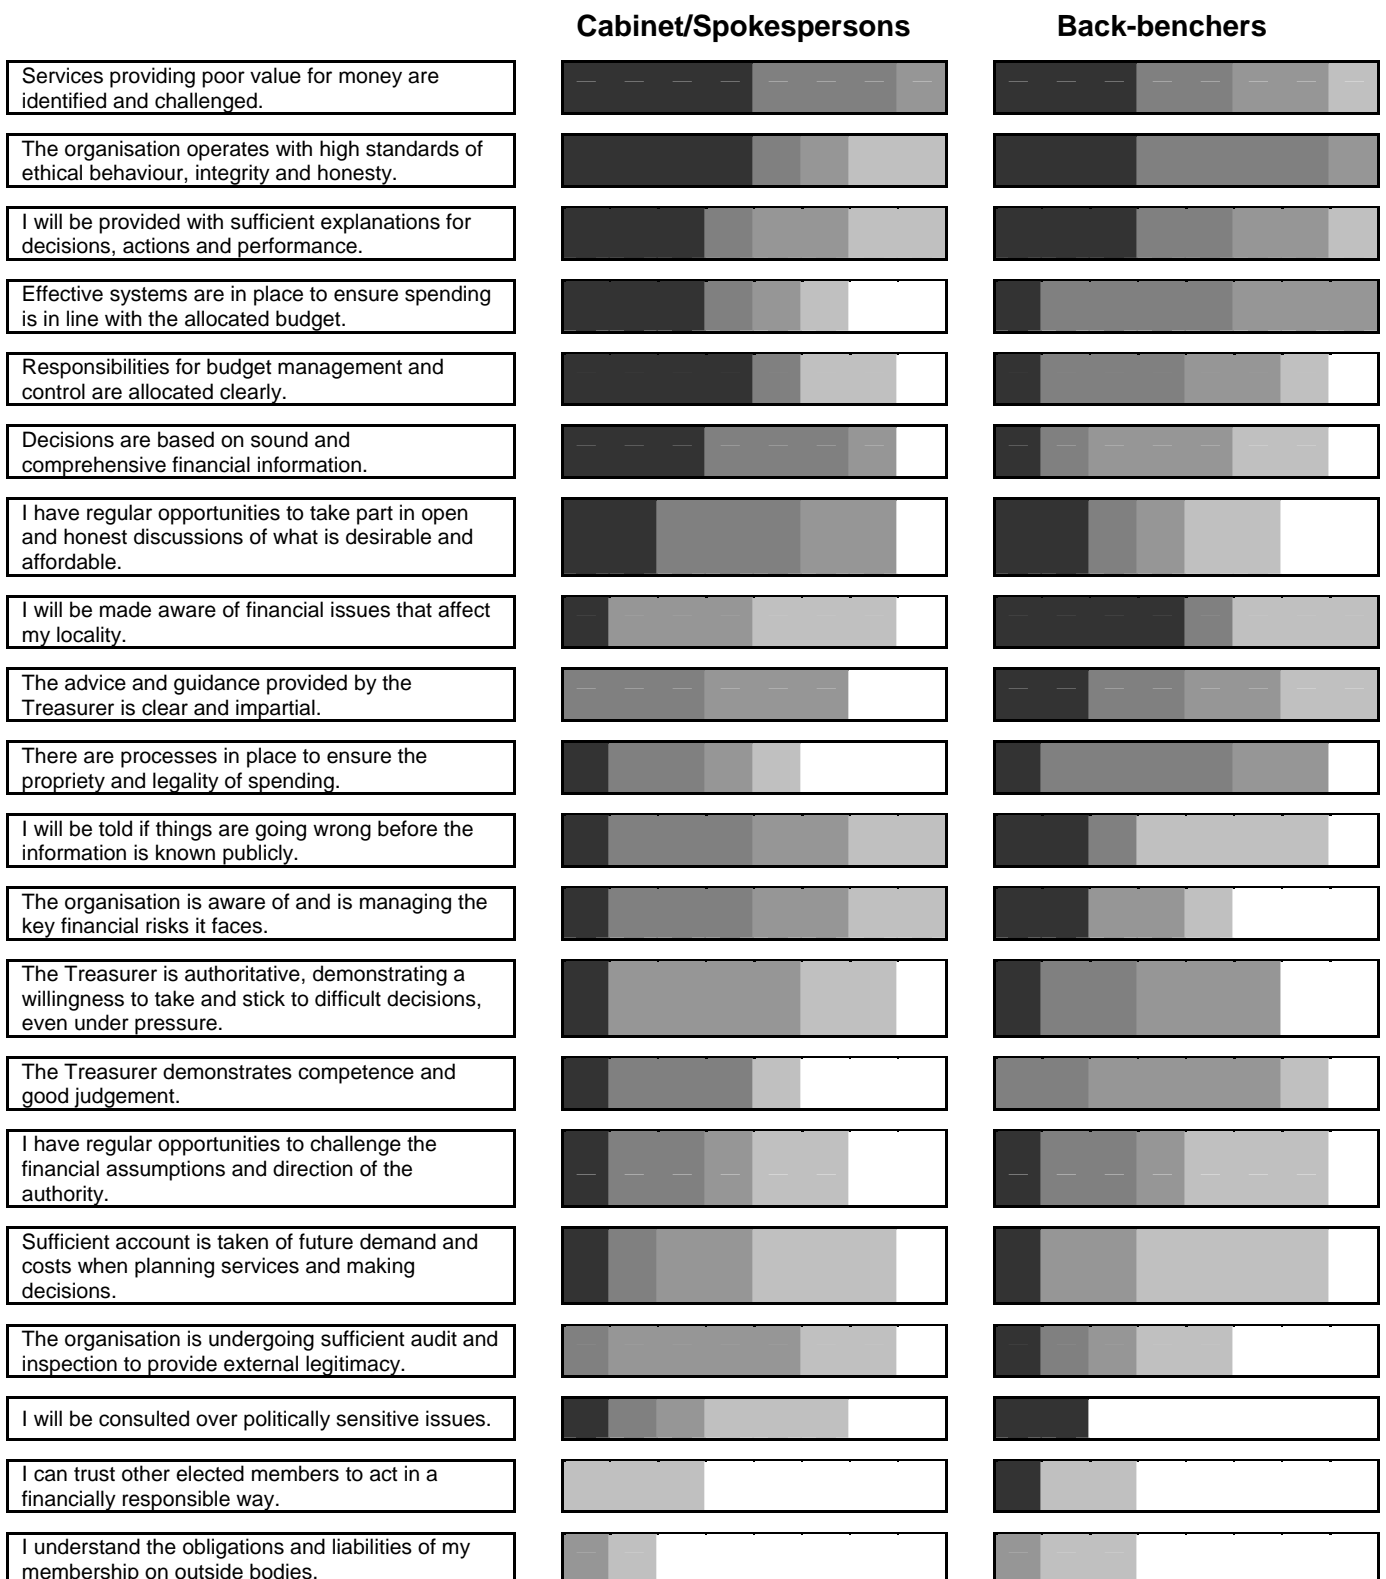 Cabinet/Spokespersons Back-benchers
Services providing poor value for money are
identified and challenged.
The organisation operates with high standards of
ethical behaviour, integrity and honesty.
I will be provided with sufficient explanations for
decisions, actions and performance.
Effective systems are in place to ensure spending
is in line with the allocated budget.
Responsibilities for budget management and
control are allocated clearly.
Decisions are based on sound and
comprehensive financial information.
I have regular opportunities to take part in open
and honest discussions of what is desirable and
affordable.
I will be made aware of financial issues that affect
my locality.
The advice and guidance provided by the
Treasurer is clear and impartial.
There are processes in place to ensure the
propriety and legality of spending.
I will be told if things are going wrong before the
information is known publicly.
The organisation is aware of and is managing the
key financial risks it faces.
The Treasurer is authoritative, demonstrating a
willingness to take and stick to difficult decisions,
even under pressure.
The Treasurer demonstrates competence and
good judgement.
I have regular opportunities to challenge the
financial assumptions and direction of the
authority.
Sufficient account is taken of future demand and
costs when planning services and making
decisions.
The organisation is undergoing sufficient audit and
inspection to provide external legitimacy.
I will be consulted over politically sensitive issues.
I can trust other elected members to act in a
financially responsible way.
I understand the obligations and liabilities of my
membership on outside bodies.